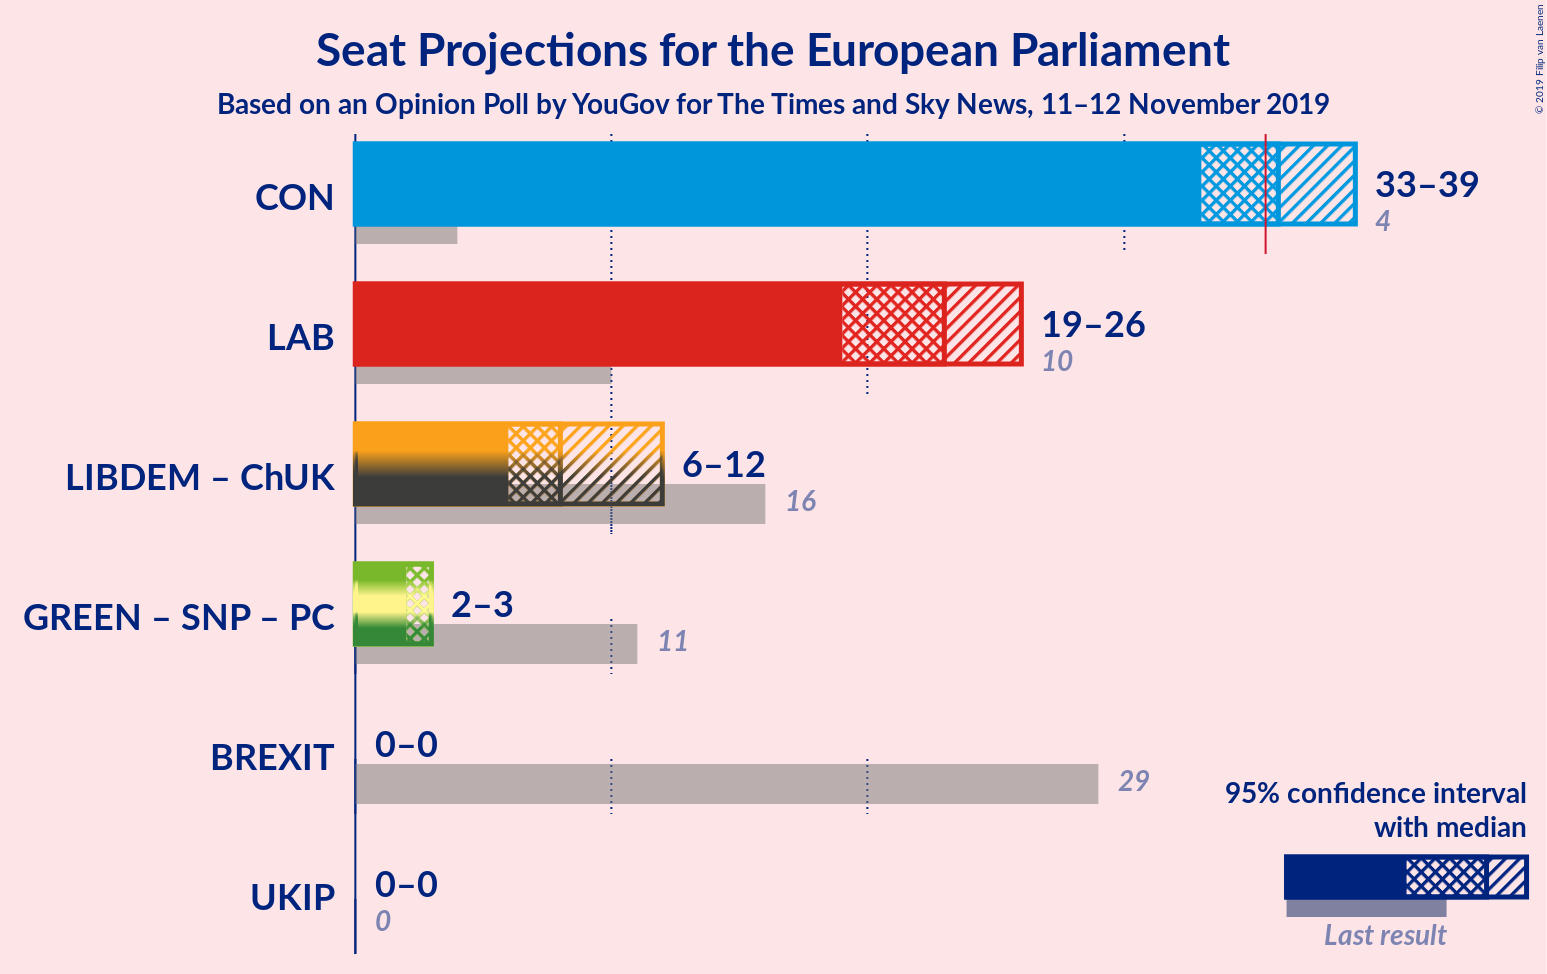 Seat Projections for the European Parliament
Based on an Opinion Poll by YouGov for The Times and Sky News, 11–12 November 2019
© 2019 Filip van Laenen
CON
33–39
4
LAB
19–26
10
LIBDEM – ChUK
6–12
16
GREEN – SNP – PC
2–3
11
BREXIT
0–0
29
UKIP
0–0
0
95% confidence interval
with median
Last result